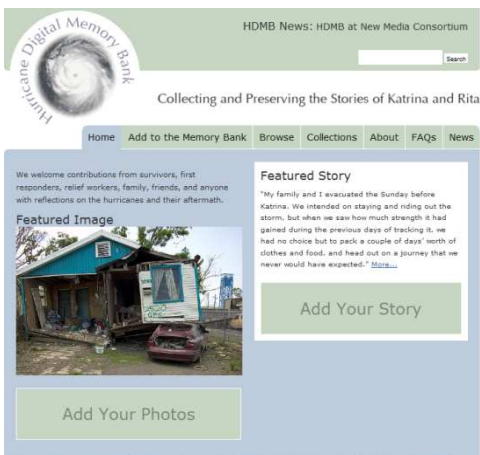 Hurricane Digital Memory Bank
HDMB News: HDMB at New Media Consortium
Search
Collecting and Preserving the Stories of Katrina and Rita
Home Add to the Memory Bank Browse Collections About FAQs News
We welcome contributions from survivors, first
responders, relief workers, family, friends, and anyone
with reflections on the hurricanes and their aftermath.
Featured Image
Add Your Photos
Featured Story
"My family and I evacuated the Sunday before
Katrina. We intended on staying and riding out the
storm, but when we saw how much strength it had
gained during the previous days of tracking it, we
had no choice but to pack a couple of days' worth of
clothes and food, and head out on a journey that we
never would have expected." More...
Add Your Story